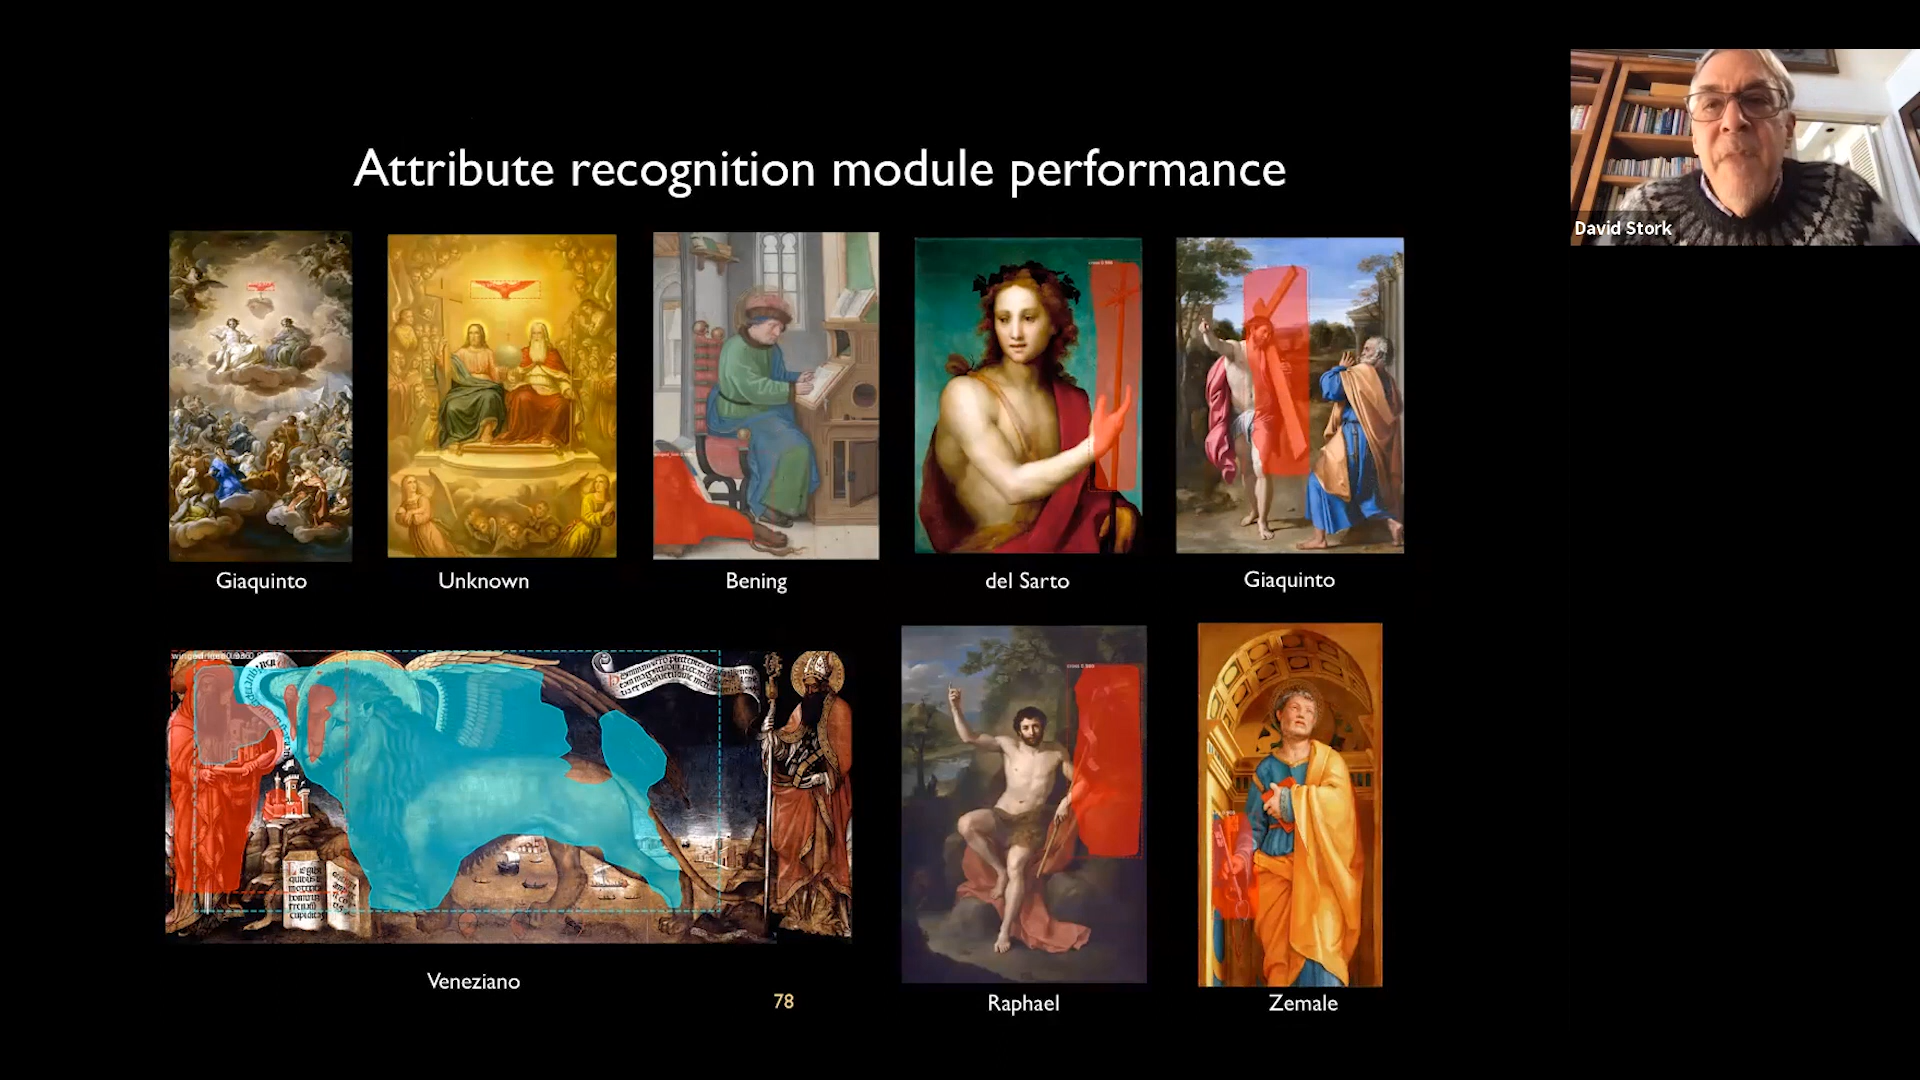 David Stork
Attribute recognition module performance
Giaquinto
Unknown
Bening
del Sarto
Giaquinto
Veneziano
78
Raphael
Zemale